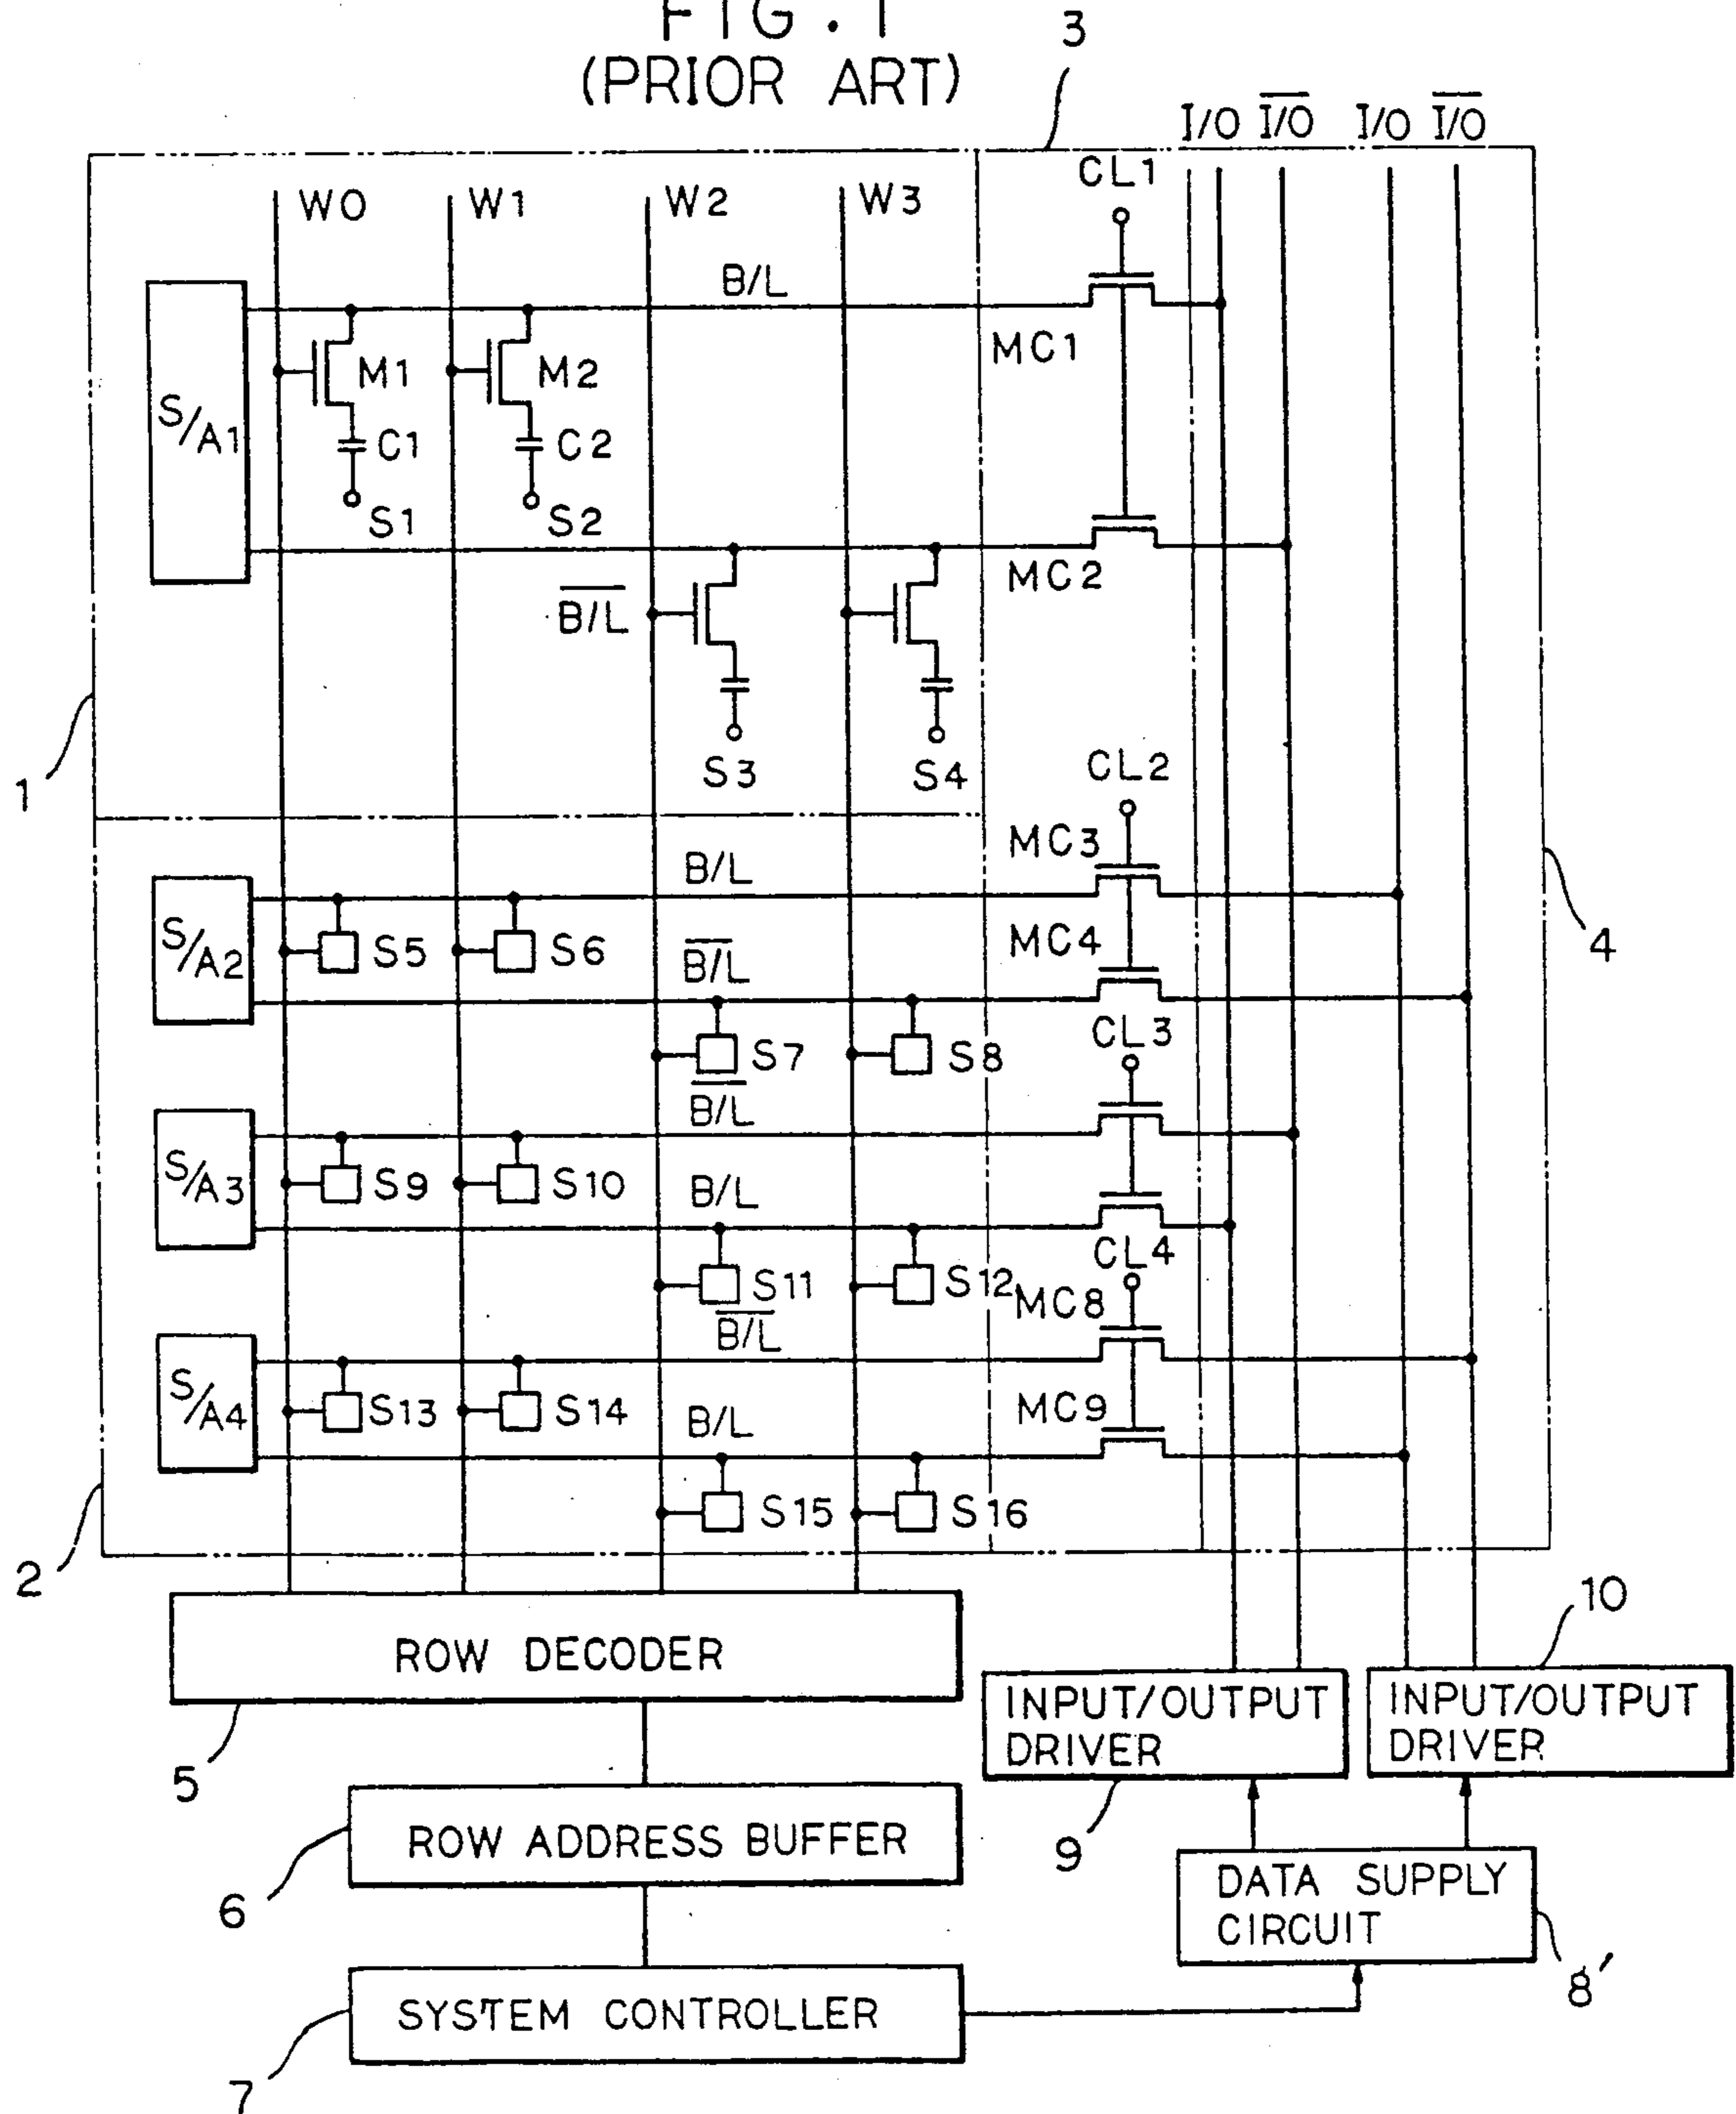 FIG. 1
(PRIOR ART)
3
I/O I̅/̅O̅ I/O I̅/̅O̅
W0 W1 W2 W3 CL1
B/L
MC1
S/A1
M1 M2
C1 C2
S1 S2
B̅/̅L̅
MC2
S3 S4
1
CL2
MC3
B/L
S/A2
S5 S6
MC4
4
B̅/̅L̅
CL3
S7 S8
B̅/̅L̅
S/A3
S9 S10
B/L
CL4
S11 S12
MC8
B̅/̅L̅
S/A4
S13 S14
B/L
MC9
S15 S16
2
10
ROW DECODER
5
INPUT/OUTPUT
DRIVER
9
INPUT/OUTPUT
DRIVER
ROW ADDRESS BUFFER
6
DATA SUPPLY
CIRCUIT
8′
SYSTEM CONTROLLER
7